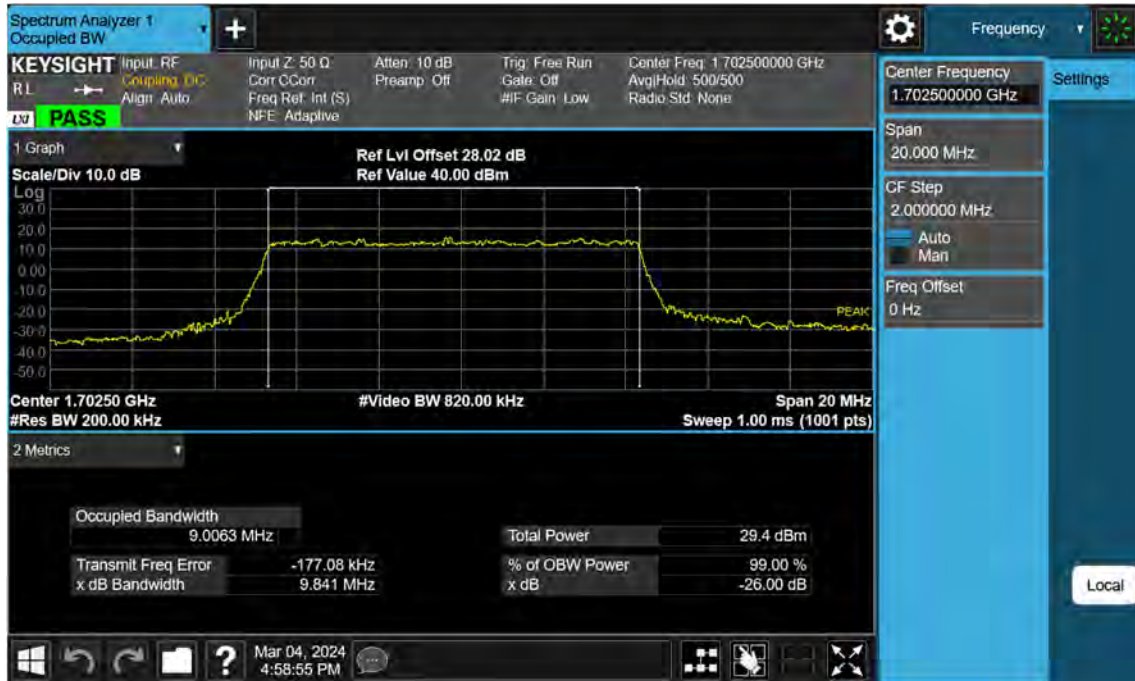 Spectrum Analyzer 1
Occupied BW
+
Frequency
KEYSIGHT
RL
LXI PASS
Input: RF
Coupling: DC
Align: Auto
Input Z: 50 Ω
Corr CCorr
Freq Ref: Int (S)
NFE: Adaptive
Atten: 10 dB
Preamp: Off
Trig: Free Run
Gate: Off
#IF Gain: Low
Center Freq: 1.702500000 GHz
Avg|Hold: 500/500
Radio Std: None
Center Frequency
1.702500000 GHz
Settings
Span
20.000 MHz
CF Step
2.000000 MHz
Auto
Man
Freq Offset
0 Hz
1 Graph
Scale/Div 10.0 dB
Ref Lvl Offset 28.02 dB
Ref Value 40.00 dBm
Log
30.0
20.0
10.0
0.00
-10.0
-20.0
PEAK
-30.0
-40.0
-50.0
Center 1.70250 GHz
#Video BW 820.00 kHz
Span 20 MHz
#Res BW 200.00 kHz
Sweep 1.00 ms (1001 pts)
2 Metrics
Occupied Bandwidth
9.0063 MHz
Total Power 29.4 dBm
Transmit Freq Error -177.08 kHz
% of OBW Power 99.00 %
x dB Bandwidth 9.841 MHz
x dB -26.00 dB
Local
?
Mar 04, 2024
4:58:55 PM